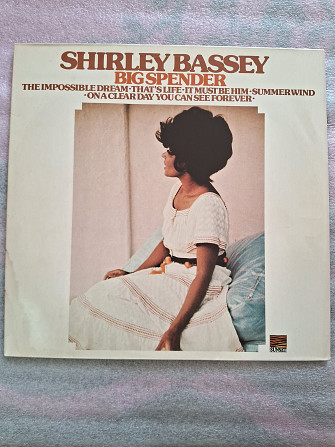 SHIRLEY BASSEY
BIG SPENDER
THE IMPOSSIBLE DREAM·THAT'S LIFE·IT MUST BE HIM·SUMMER WIND
·ON A CLEAR DAY YOU CAN SEE FOREVER·
SUNSET